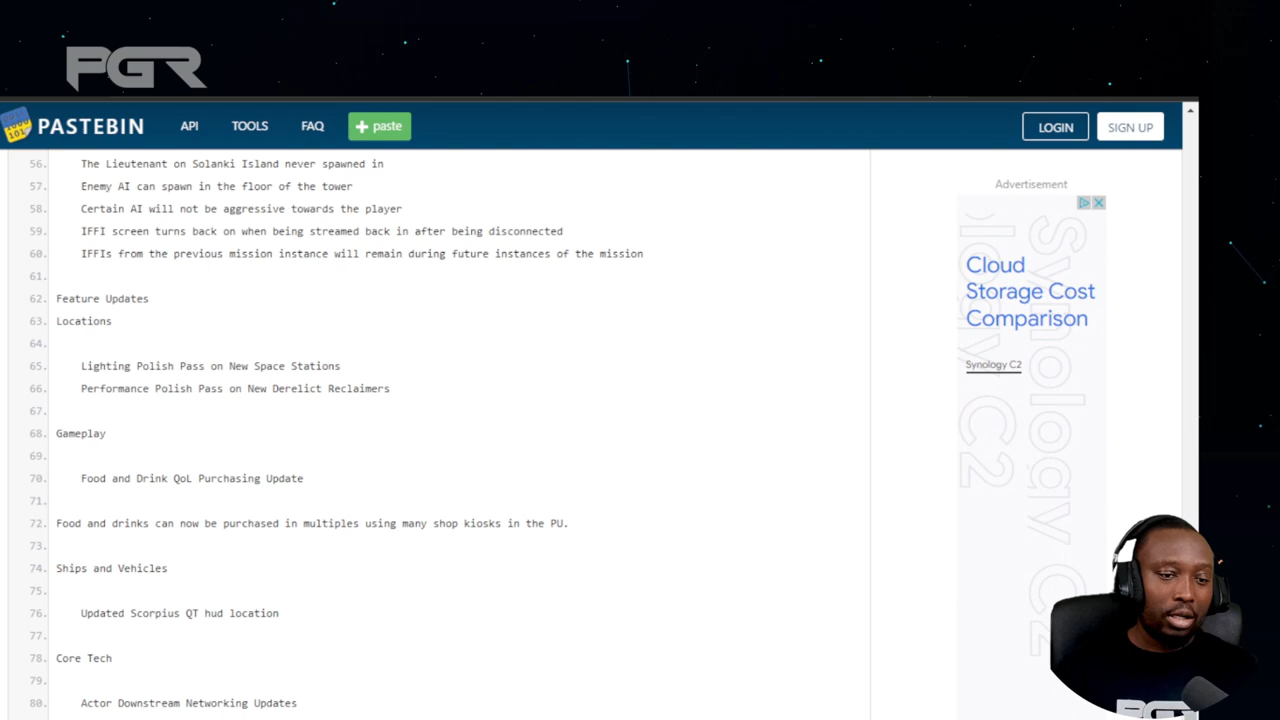 PGR
PASTEBIN API TOOLS FAQ + paste LOGIN SIGN UP
56. The Lieutenant on Solanki Island never spawned in
57. Enemy AI can spawn in the floor of the tower
58. Certain AI will not be aggressive towards the player
59. IFFI screen turns back on when being streamed back in after being disconnected
60. IFFIs from the previous mission instance will remain during future instances of the mission
61.
62. Feature Updates
63. Locations
64.
65. Lighting Polish Pass on New Space Stations
66. Performance Polish Pass on New Derelict Reclaimers
67.
68. Gameplay
69.
70. Food and Drink QoL Purchasing Update
71.
72. Food and drinks can now be purchased in multiples using many shop kiosks in the PU.
73.
74. Ships and Vehicles
75.
76. Updated Scorpius QT hud location
77.
78. Core Tech
79.
80. Actor Downstream Networking Updates
Advertisement
Cloud
Storage Cost
Comparison
Synology C2
Synology C2
PGR